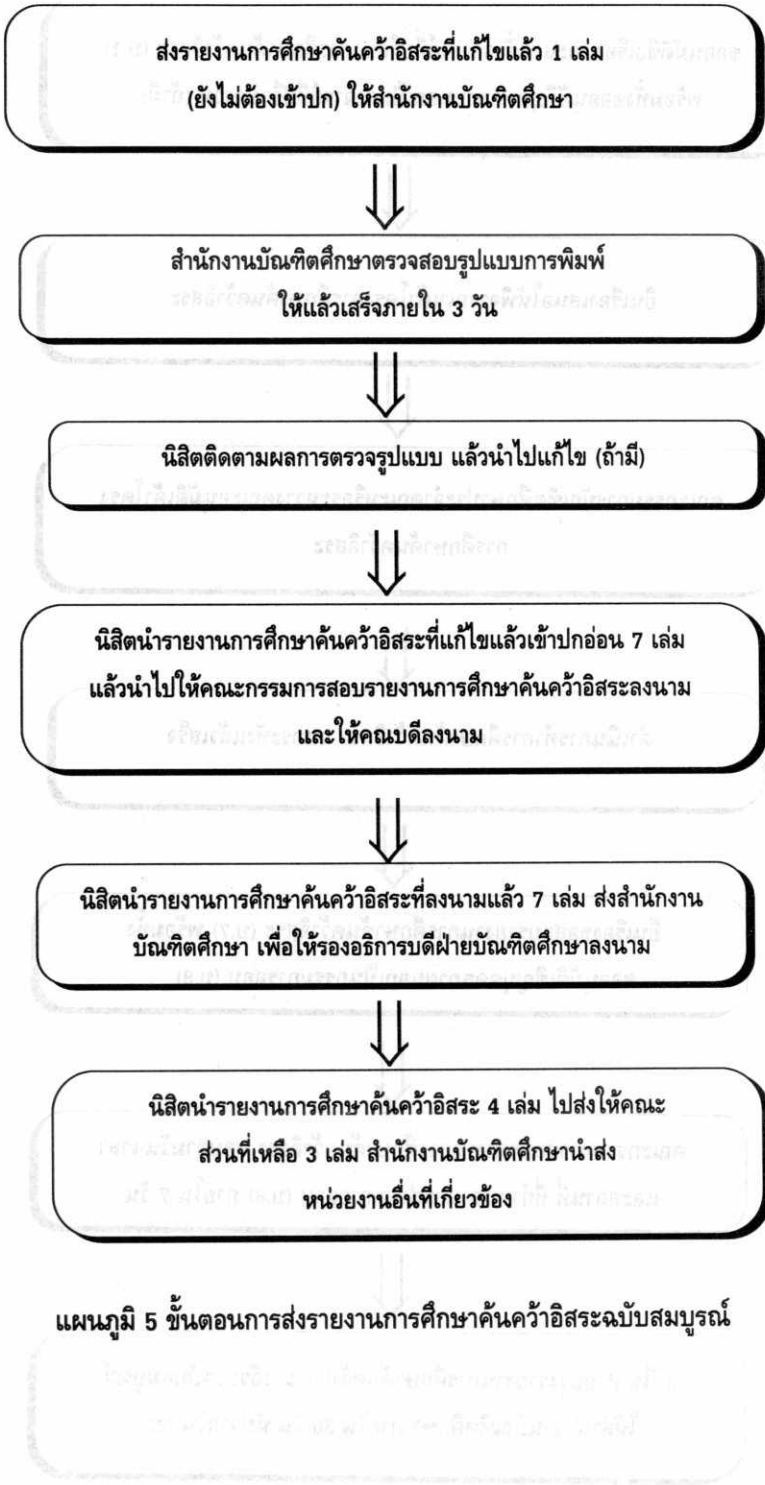 ส่งรายงานการศึกษาค้นคว้าอิสระที่แก้ไขแล้ว 1 เล่ม
(ยังไม่ต้องเข้าปก) ให้สำนักงานบัณฑิตศึกษา
สำนักงานบัณฑิตศึกษาตรวจสอบรูปแบบการพิมพ์
ให้แล้วเสร็จภายใน 3 วัน
นิสิตติดตามผลการตรวจรูปแบบ แล้วนำไปแก้ไข (ถ้ามี)
นิสิตนำรายงานการศึกษาค้นคว้าอิสระที่แก้ไขแล้วเข้าปกอ่อน 7 เล่ม
แล้วนำไปให้คณะกรรมการสอบรายงานการศึกษาค้นคว้าอิสระลงนาม
และให้คณบดีลงนาม
นิสิตนำรายงานการศึกษาค้นคว้าอิสระที่ลงนามแล้ว 7 เล่ม ส่งสำนักงาน
บัณฑิตศึกษา เพื่อให้รองอธิการบดีฝ่ายบัณฑิตศึกษาลงนาม
นิสิตนำรายงานการศึกษาค้นคว้าอิสระ 4 เล่ม ไปส่งให้คณะ
ส่วนที่เหลือ 3 เล่ม สำนักงานบัณฑิตศึกษานำส่ง
หน่วยงานอื่นที่เกี่ยวข้อง
แผนภูมิ 5 ขั้นตอนการส่งรายงานการศึกษาค้นคว้าอิสระฉบับสมบูรณ์